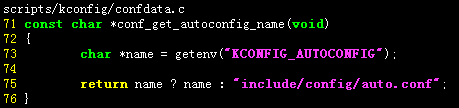 scripts/kconfig/confdata.c
71 const char *conf_get_autoconfig_name(void)
72 {
73         char *name = getenv("KCONFIG_AUTOCONFIG");
74
75         return name ? name : "include/config/auto.conf";
76 }